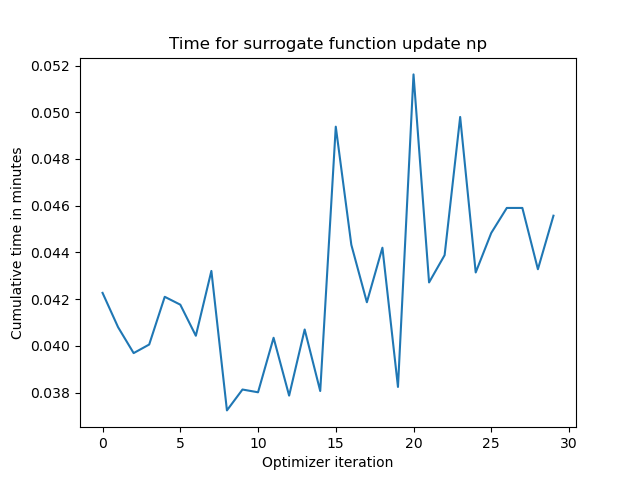 Time for surrogate function update np
Cumulative time in minutes
0.052
0.050
0.048
0.046
0.044
0.042
0.040
0.038
0 5 10 15 20 25 30
Optimizer iteration